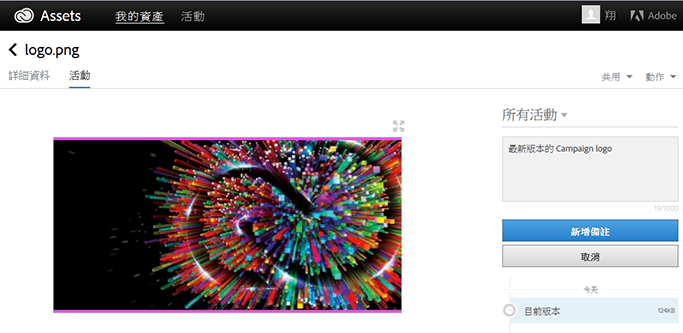 Assets 我的資產 活動 翔 Adobe
logo.png
詳細資料 活動 共用 動作
所有活動
最新版本的 Campaign logo
19/1000
新增備註
取消
今天
目前版本 124KB